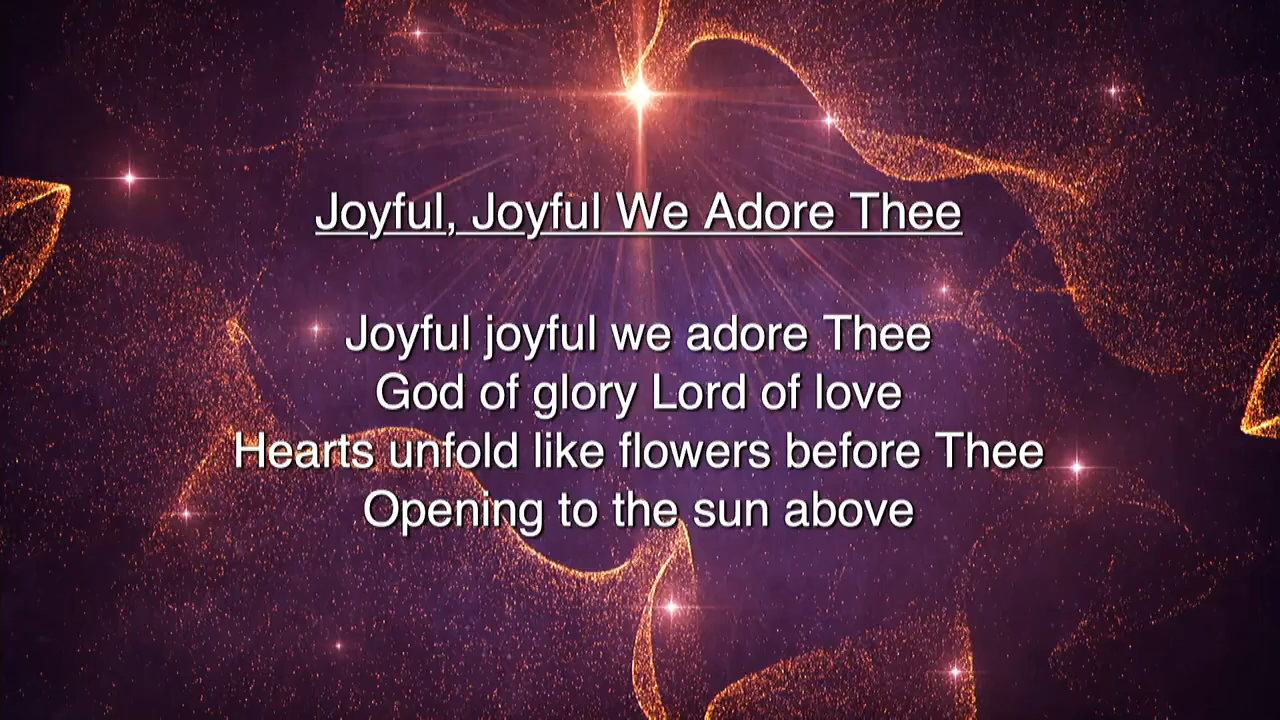 Joyful, Joyful We Adore Thee
Joyful joyful we adore Thee
God of glory Lord of love
Hearts unfold like flowers before Thee
Opening to the sun above